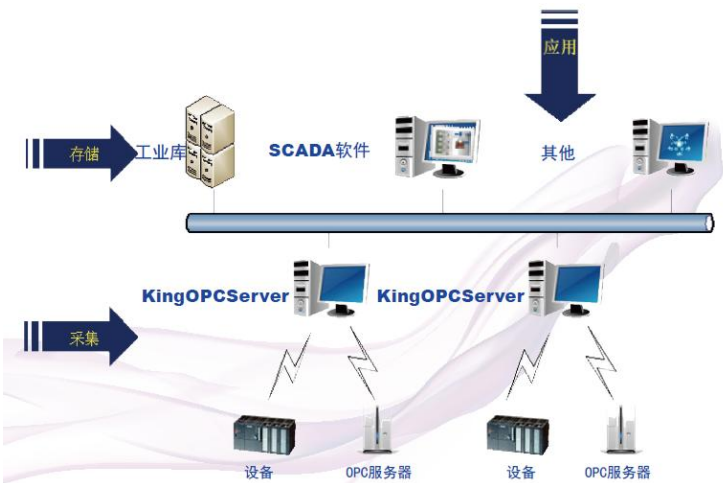 应用
存储
工业库
SCADA软件
其他
KingOPCServer
KingOPCServer
采集
设备
OPC服务器
设备
OPC服务器